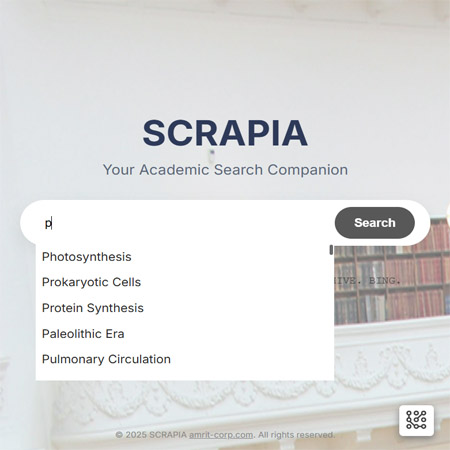 SCRAPIA
Your Academic Search Companion
p
Search
Photosynthesis
HIVE. BING.
Prokaryotic Cells
Protein Synthesis
Paleolithic Era
Pulmonary Circulation
© 2025 SCRAPIA amrit-corp.com. All rights reserved.